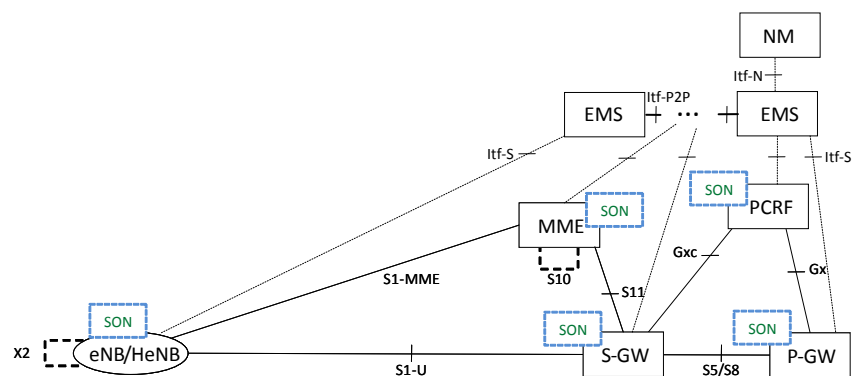 NM
Itf-N
Itf-P2P
EMS
...
EMS
Itf-S
Itf-S
SON
PCRF
SON
MME
Gxc
Gx
S1-MME
S10
S11
SON
SON
SON
X2
eNB/HeNB
S-GW
P-GW
S1-U
S5/S8